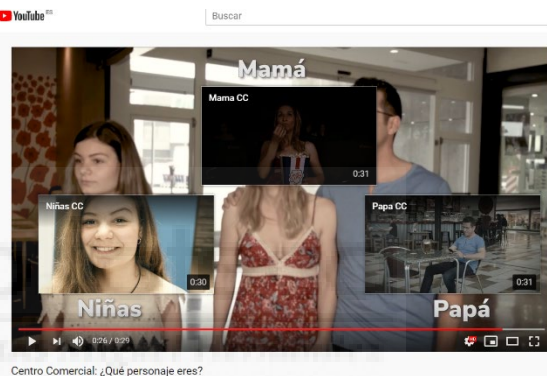 YouTube ES
Buscar
Mamá
Mama CC
0:31
Niñas CC
0:30
Papa CC
0:31
Niñas
Papá
0:26 / 0:29
Centro Comercial: ¿Qué personaje eres?